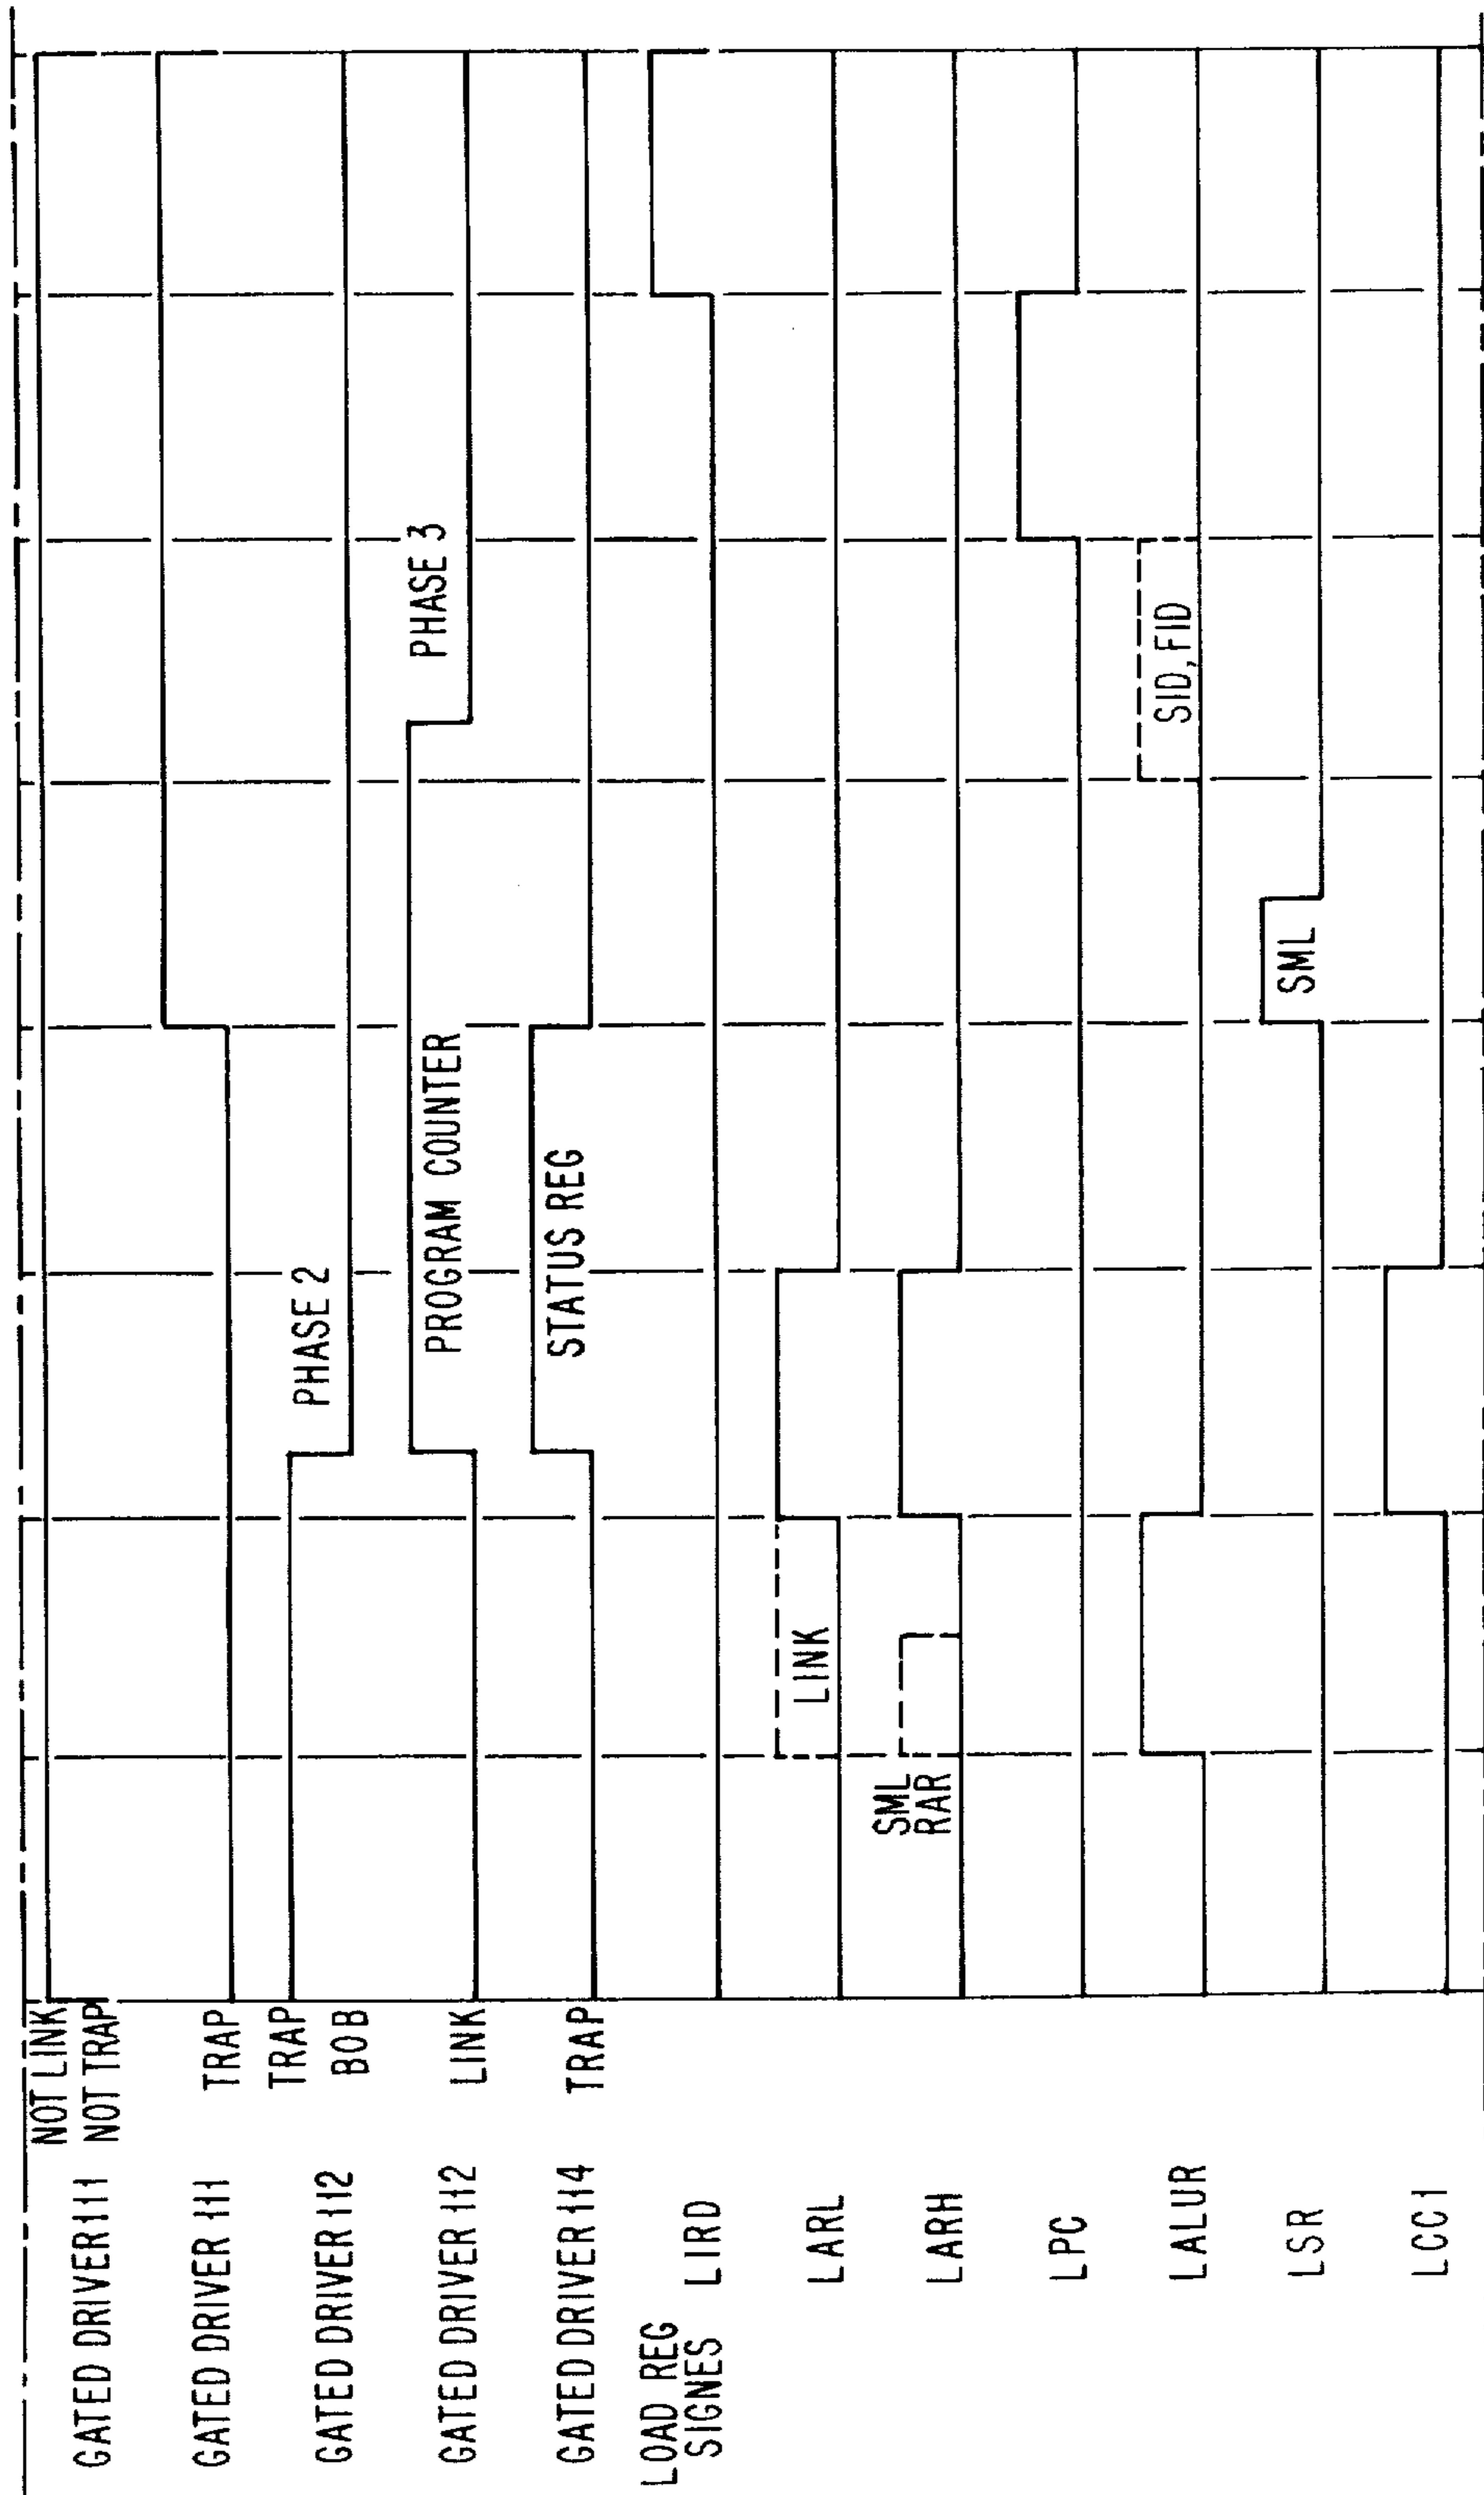 NOT LINK
GATED DRIVER 111 NOT TRAP
GATED DRIVER 111 TRAP
TRAP
PHASE 2
GATED DRIVER 112 BOB
PHASE 3
PROGRAM COUNTER
GATED DRIVER 112 LINK
STATUS REG
GATED DRIVER 114 TRAP
LOAD REG
SIGNES LIRD
LINK
LARL
SML
RAR
LARH
LPC
SID, FID
LALUR
SML
LSR
LCC1